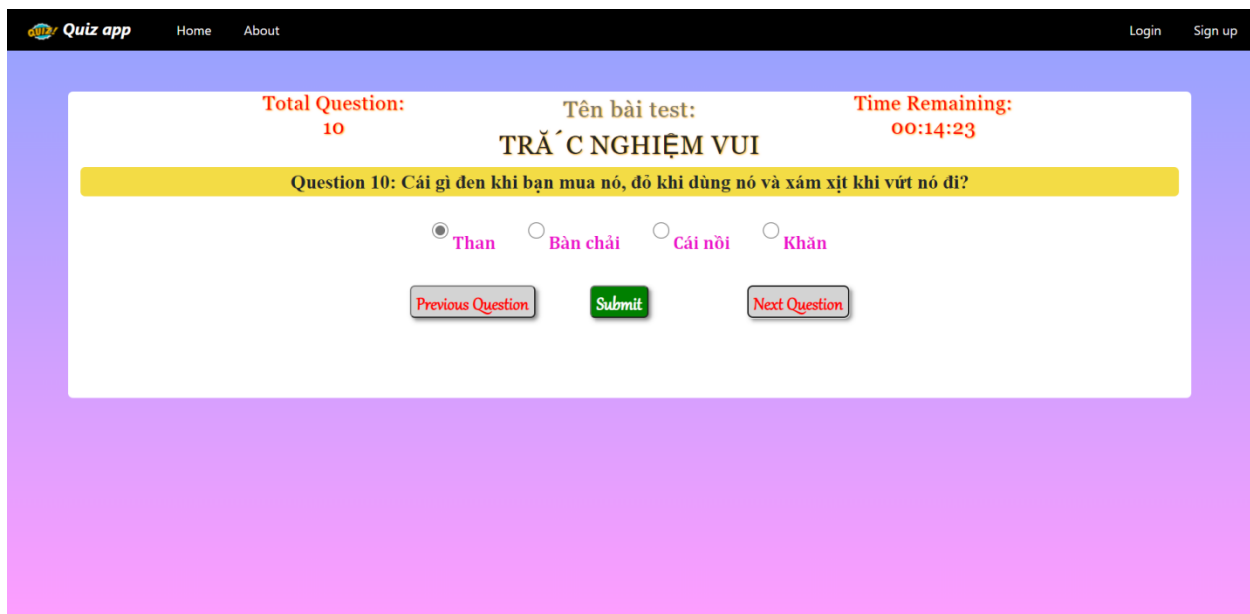 QUIZ! Quiz app Home About Login Sign up
Total Question:
10
Tên bài test:
TRẮC NGHIỆM VUI
Time Remaining:
00:14:23
Question 10: Cái gì đen khi bạn mua nó, đỏ khi dùng nó và xám xịt khi vứt nó đi?
Than Bàn chải Cái nồi Khăn
Previous Question Submit Next Question